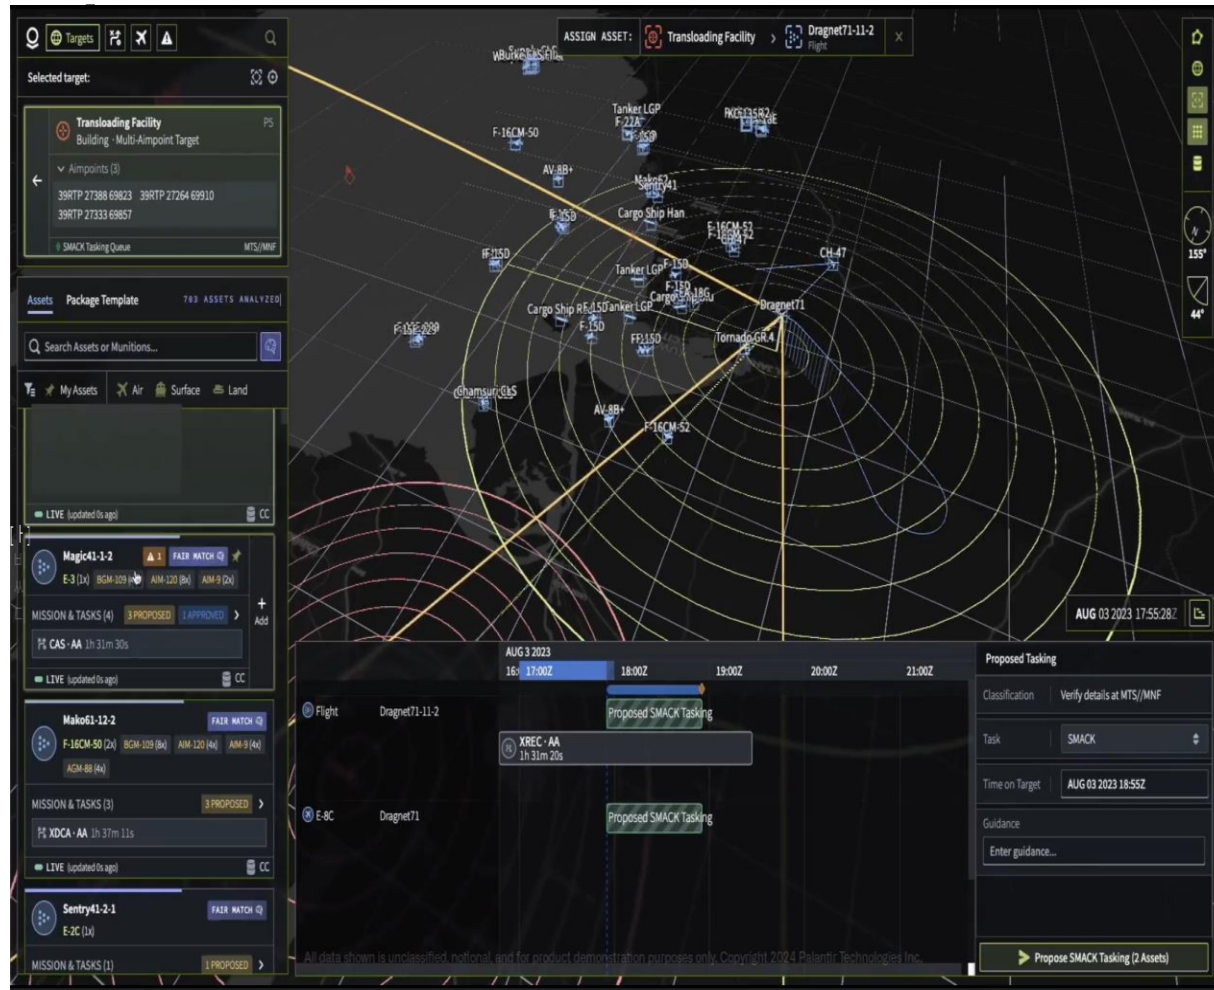 Targets
Selected target:
Transloading Facility
P5
Building · Multi-Aimpoint Target
Aimpoints (3)
39RTP 27388 69823 39RTP 27264 69910
39RTP 27333 69857
SMACK Tasking Queue
MTS//MNF
Assets Package Template
703 ASSETS ANALYZED
Search Assets or Munitions...
My Assets
Air
Surface
Land
LIVE (updated 0s ago)
CC
Magic41-1-2
1
FAIR MATCH
E-3 (1x)
BGM-109
AIM-120 (8x)
AIM-9 (2x)
MISSION & TASKS (4)
3 PROPOSED
1 APPROVED
Add
CAS · AA 1h 31m 30s
LIVE (updated 0s ago)
CC
Mako61-12-2
FAIR MATCH
F-16CM-50 (2x)
BGM-109 (8x)
AIM-120 (4x)
AIM-9 (4x)
AGM-88 (4x)
MISSION & TASKS (3)
3 PROPOSED
XDCA · AA 1h 37m 11s
LIVE (updated 0s ago)
CC
Sentry41-2-1
FAIR MATCH
E-2C (1x)
MISSION & TASKS (1)
1 PROPOSED
ASSIGN ASSET:
Transloading Facility
Dragnet71-11-2
Flight
Tanker LGP
F-22A
F-16CM-50
AV-8B+
Mako62
Sentry41
Cargo Ship Han
F-15D
F-16CM-52
CH-47
F-15D
CH-47
Tanker LGP
F-15D
F-15D
EA-18G
Dragnet71
Cargo Ship R
F-15D
Tanker LGP
F-15D
Tornado GR.4
F-15D
Chamsuri CLS
AV-8B+
F-16CM-52
N
155°
44°
AUG 03 2023 17:55:28Z
AUG 3 2023
16:
17:00Z
18:00Z
19:00Z
20:00Z
21:00Z
Flight
Dragnet71-11-2
Proposed SMACK Tasking
XREC · AA
1h 31m 20s
E-8C
Dragnet71
Proposed SMACK Tasking
Proposed Tasking
Classification
Verify details at MTS//MNF
Task
SMACK
Time on Target
AUG 03 2023 18:55Z
Guidance
Enter guidance...
Propose SMACK Tasking (2 Assets)
All data shown is unclassified, notional, and for product demonstration purposes only. Copyright 2024 Palantir Technologies Inc.